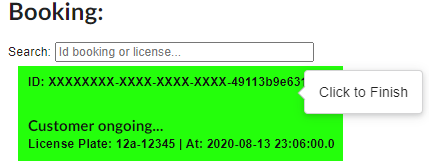 Booking:
Search: Id booking or license...
ID: XXXXXXXX-XXXX-XXXX-XXXX-49113b9e631
Click to Finish
Customer ongoing...
License Plate: 12a-12345 | At: 2020-08-13 23:06:00.0